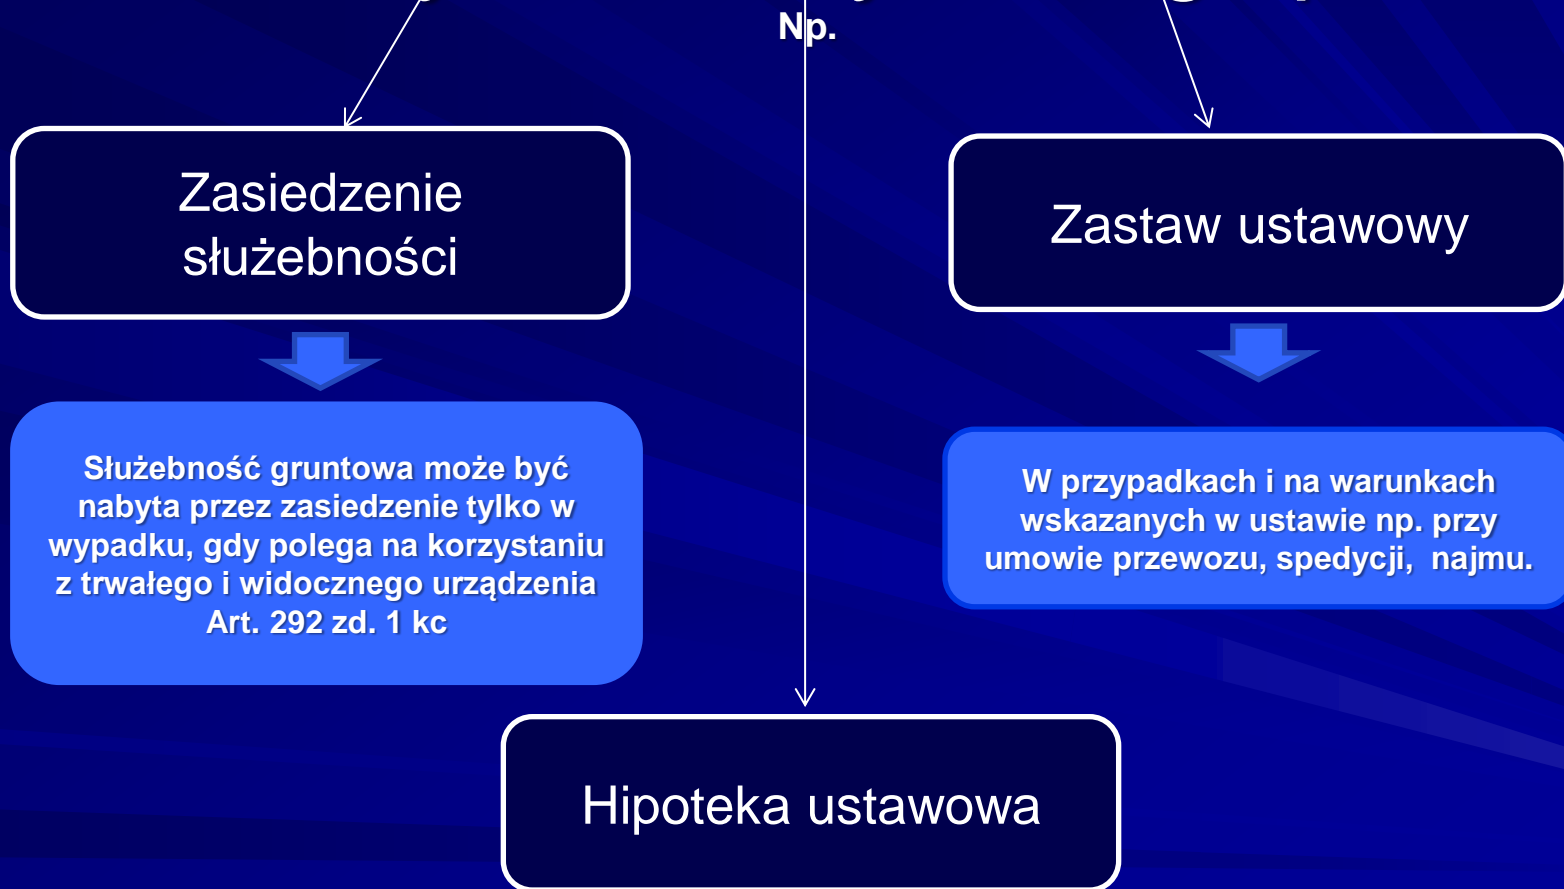 Np.
Zasiedzenie
służebności
Zastaw ustawowy
Służebność gruntowa może być
nabyta przez zasiedzenie tylko w
wypadku, gdy polega na korzystaniu
z trwałego i widocznego urządzenia
Art. 292 zd. 1 kc
W przypadkach i na warunkach
wskazanych w ustawie np. przy
umowie przewozu, spedycji, najmu.
Hipoteka ustawowa